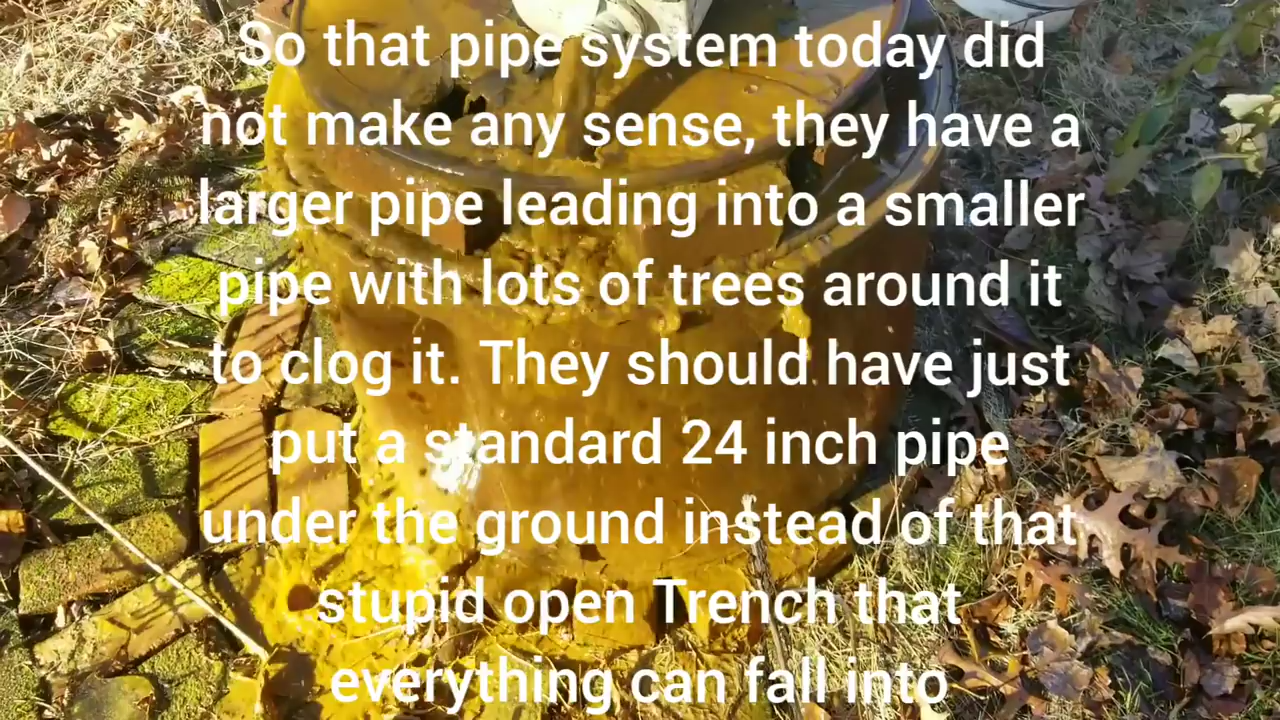 So that pipe system today did
not make any sense, they have a
larger pipe leading into a smaller
pipe with lots of trees around it
to clog it. They should have just
put a standard 24 inch pipe
under the ground instead of that
stupid open Trench that
everything can fall into